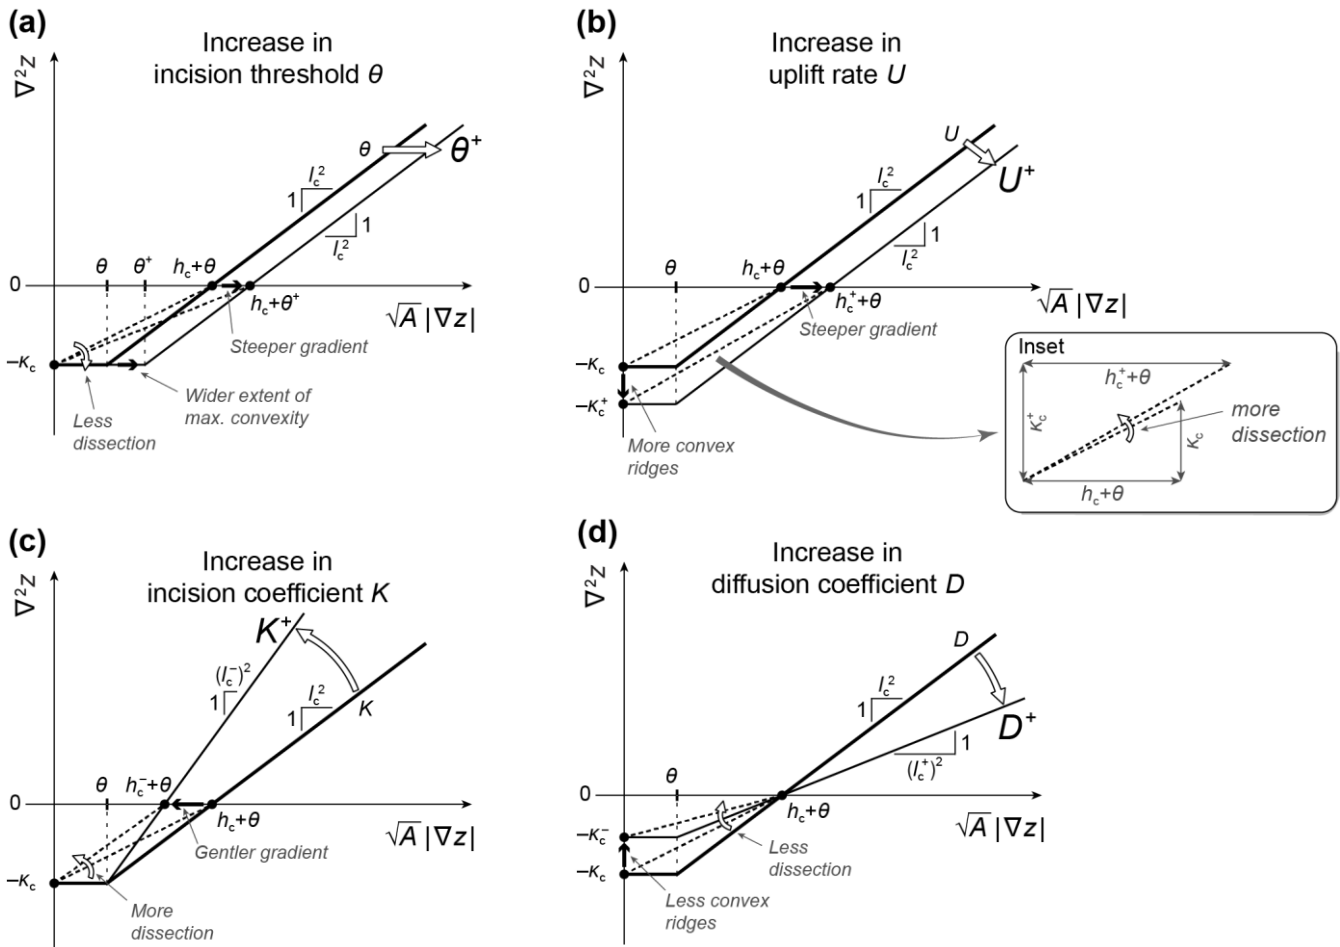 (a)
Increase in
incision threshold θ
∇²z
θ
θ⁺
l_c²
1
1
l_c²
0
θ
θ⁺
h_c+θ
h_c+θ⁺
√A |∇z|
Steeper gradient
−κ_c
Less
dissection
Wider extent of
max. convexity
(b)
Increase in
uplift rate U
∇²z
U
U⁺
l_c²
1
1
l_c²
0
θ
h_c+θ
h_c⁺+θ
√A |∇z|
Steeper gradient
−κ_c
−κ_c⁺
More convex
ridges
Inset
h_c⁺+θ
κ_c⁺
κ_c
more
dissection
h_c+θ
(c)
Increase in
incision coefficient K
∇²z
K⁺
(l_c⁻)²
1
l_c²
1
K
0
θ
h_c⁻+θ
h_c+θ
√A |∇z|
Gentler gradient
−κ_c
More
dissection
(d)
Increase in
diffusion coefficient D
∇²z
D
l_c²
1
D⁺
1
(l_c⁺)²
θ
0
h_c+θ
√A |∇z|
−κ_c⁻
Less
dissection
−κ_c
Less convex
ridges